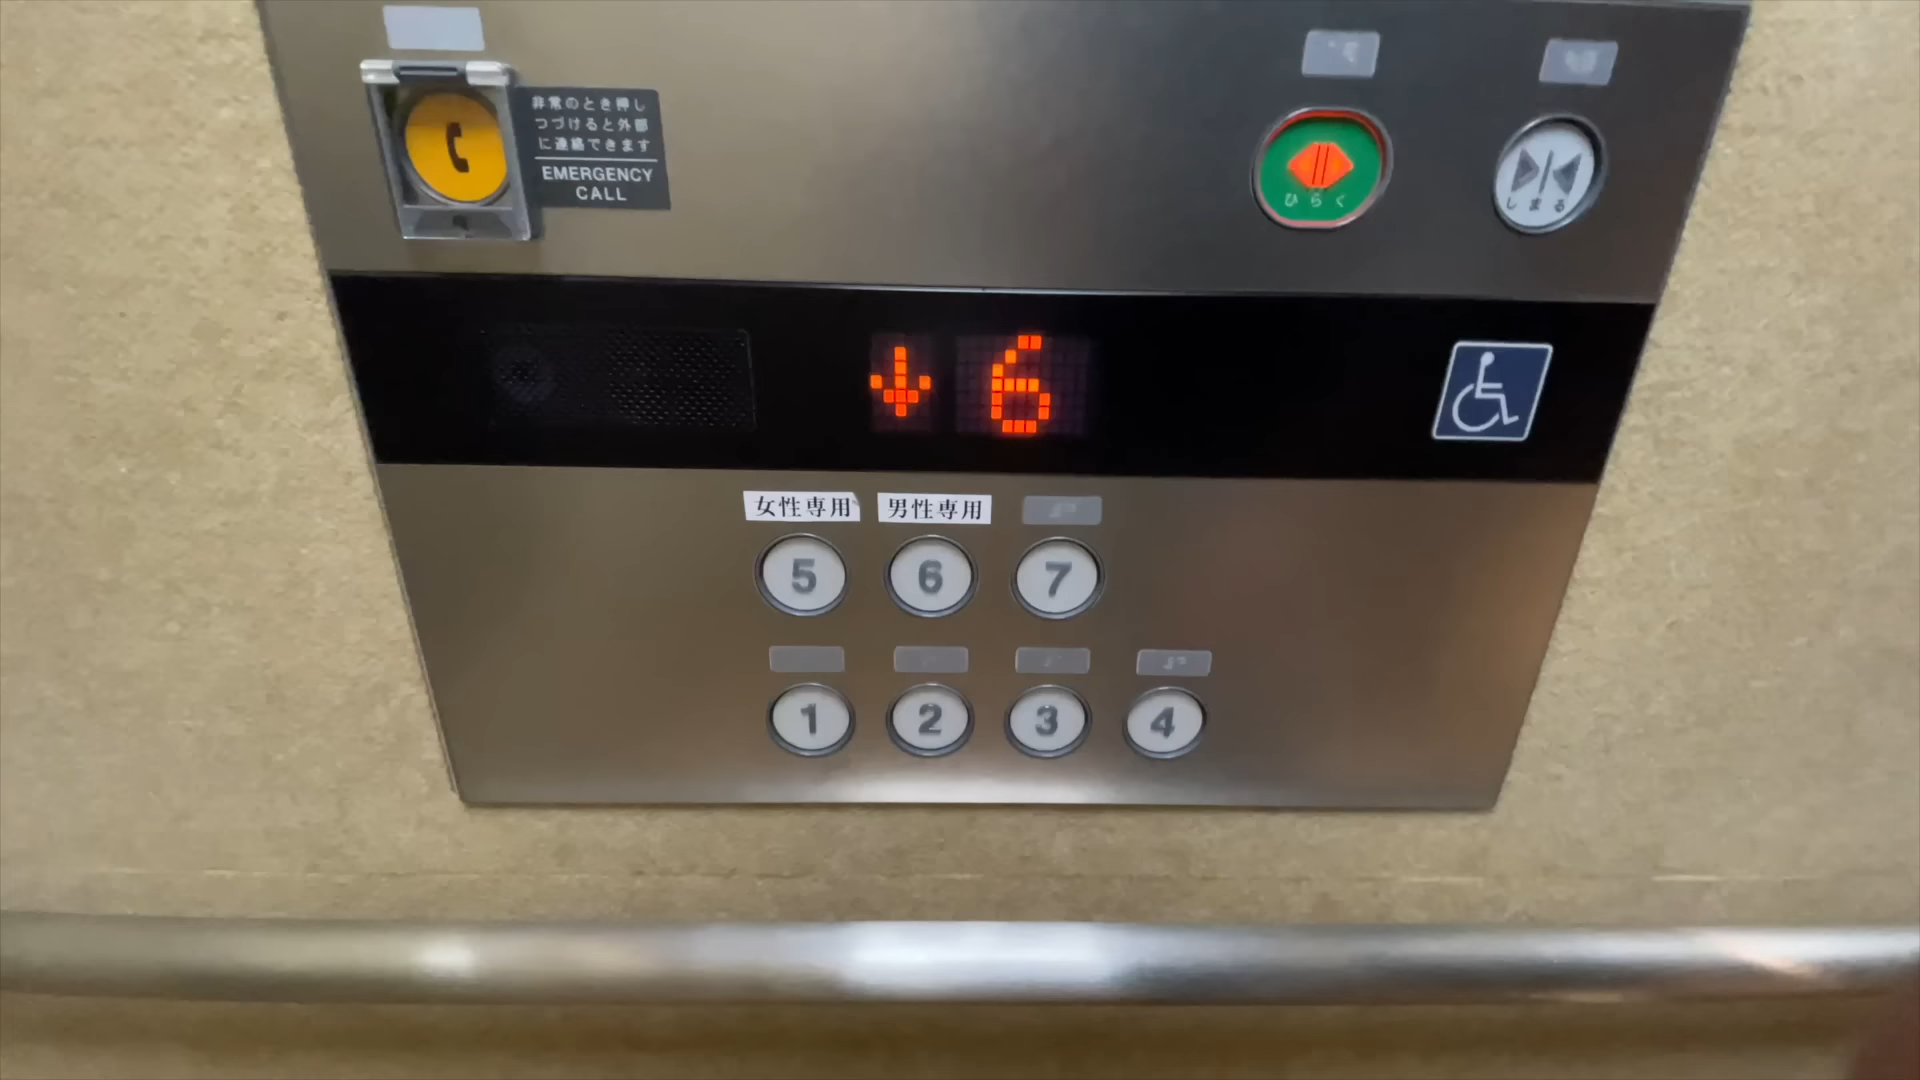 非常のとき押し
つづけると外部
に連絡できます
EMERGENCY
CALL
ひらく
しまる
6
女性専用 男性専用
5 6 7
1 2 3 4